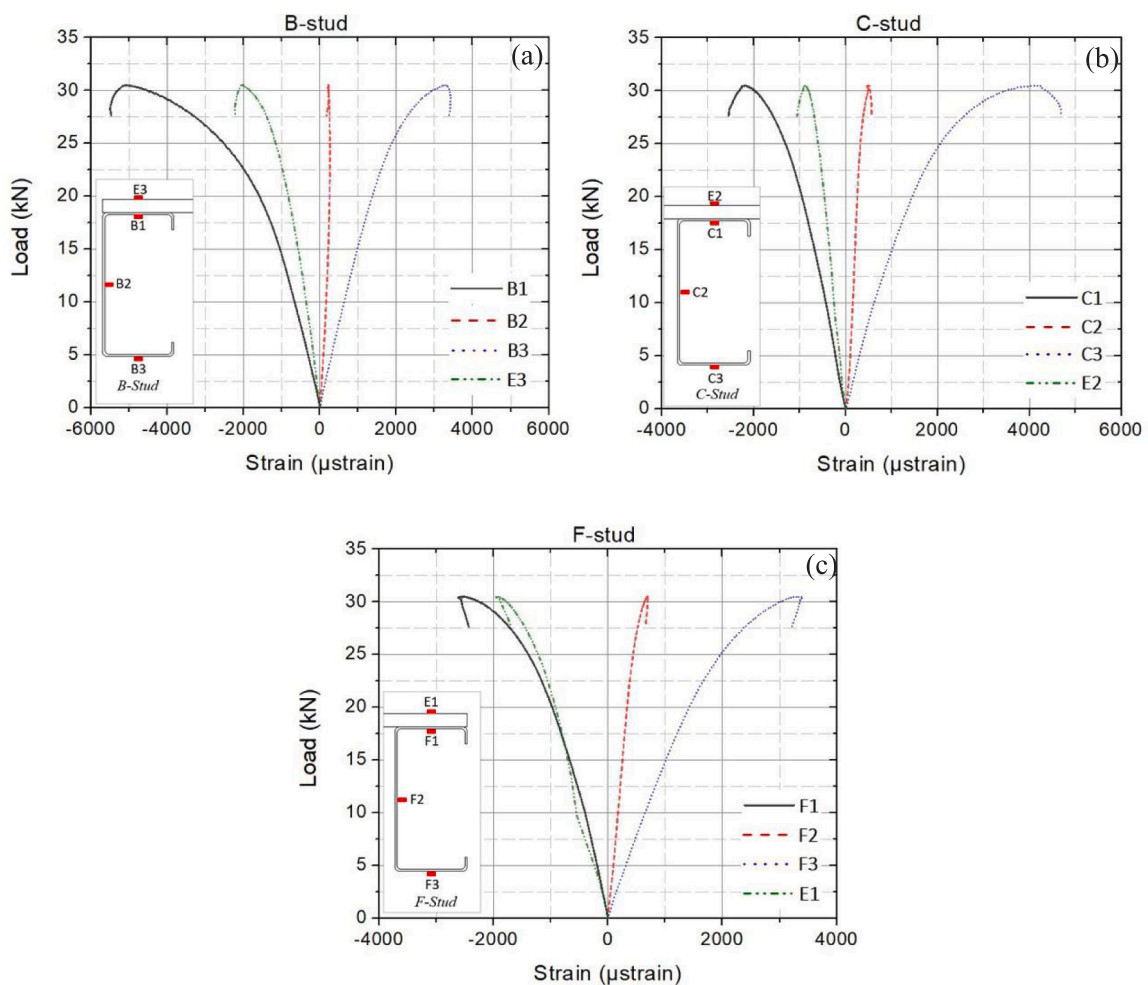 B-stud
(a)
35
30
25
20
15
10
5
0
Load (kN)
E3
B1
B2
B3
B-Stud
B1
B2
B3
E3
-6000 -4000 -2000 0 2000 4000 6000
Strain (µstrain)
C-stud
(b)
35
30
25
20
15
10
5
0
Load (kN)
E2
C1
C2
C3
C-Stud
C1
C2
C3
E2
-4000 -2000 0 2000 4000 6000
Strain (µstrain)
F-stud
(c)
35
30
25
20
15
10
5
0
Load (kN)
E1
F1
F2
F3
F-Stud
F1
F2
F3
E1
-4000 -2000 0 2000 4000
Strain (µstrain)